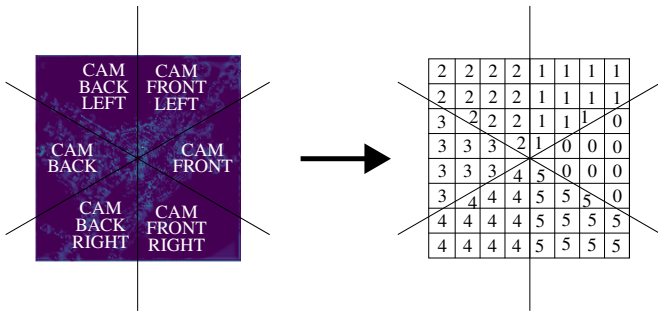 CAM BACK LEFT
CAM FRONT LEFT
CAM BACK
CAM FRONT
CAM BACK RIGHT
CAM FRONT RIGHT
2 2 2 2 1 1 1 1
2 2 2 2 1 1 1 1
3 2 2 2 1 1 1 0
3 3 3 2 1 0 0 0
3 3 3 4 5 0 0 0
3 4 4 4 5 5 5 0
4 4 4 4 5 5 5 5
4 4 4 4 5 5 5 5